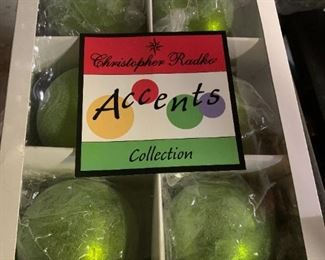 Christopher Radko
Accents
Collection